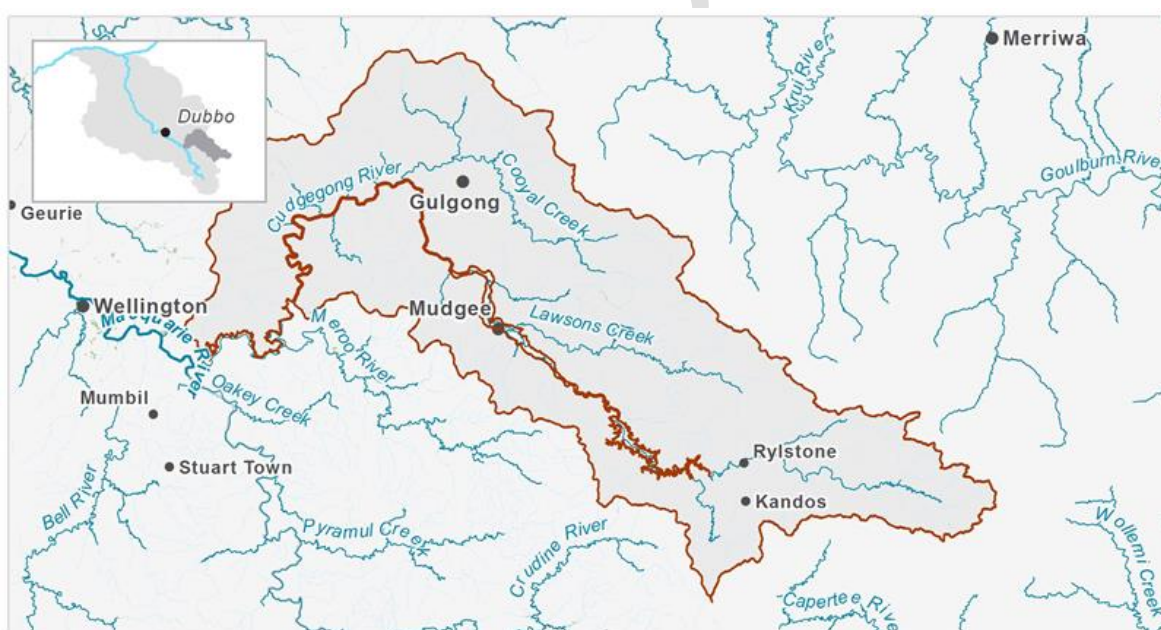 Merriwa
Krui River
Dubbo
Goulburn River
Cudgegong River
Cooyal Creek
Gulgong
Geurie
Wellington
Macquarie River
Mudgee
Lawsons Creek
Meroo River
Oakey Creek
Mumbil
Rylstone
Stuart Town
Kandos
Bell River
Pyramul Creek
Crudine River
Wollemi Creek
Capertee River